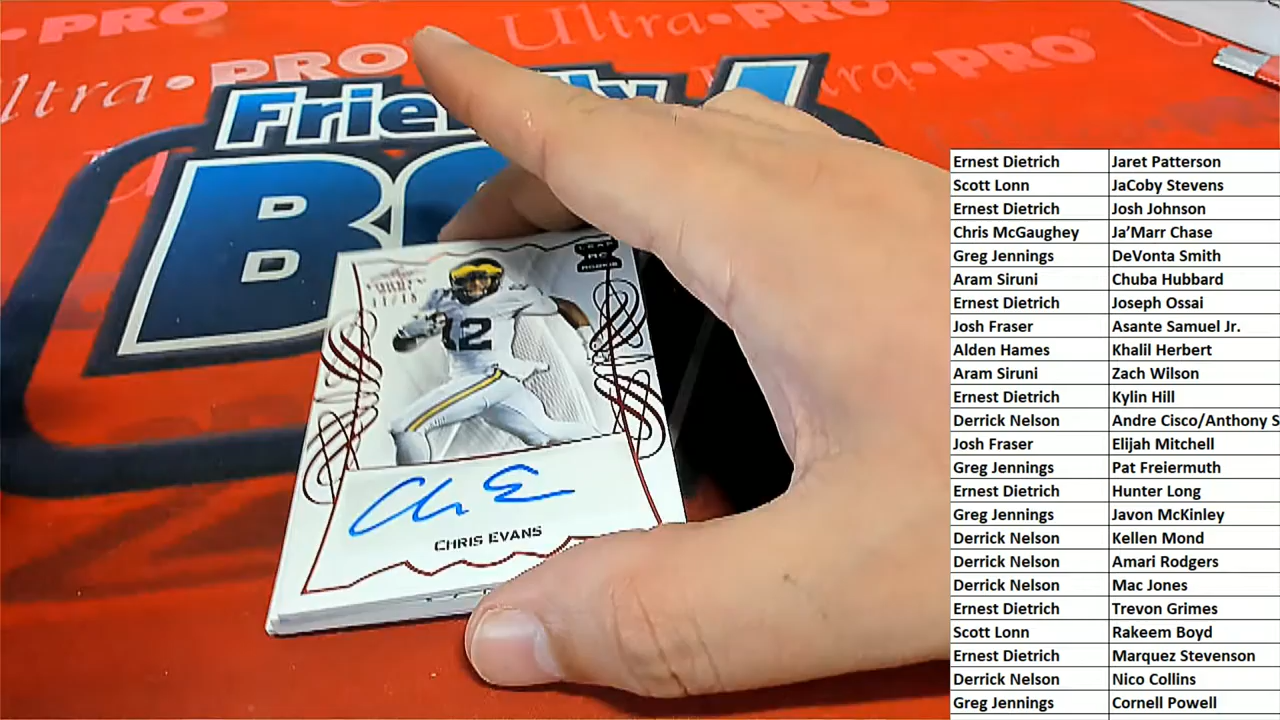 PRO
Ultra•PRO
Ultra PRO
Ultra•PRO
Friendly
LEAF
RC
ROOKIE
11/18
12
CHRIS EVANS
Ernest Dietrich Jaret Patterson
Scott Lonn JaCoby Stevens
Ernest Dietrich Josh Johnson
Chris McGaughey Ja’Marr Chase
Greg Jennings DeVonta Smith
Aram Siruni Chuba Hubbard
Ernest Dietrich Joseph Ossai
Josh Fraser Asante Samuel Jr.
Alden Hames Khalil Herbert
Aram Siruni Zach Wilson
Ernest Dietrich Kylin Hill
Derrick Nelson Andre Cisco/Anthony S
Josh Fraser Elijah Mitchell
Greg Jennings Pat Freiermuth
Ernest Dietrich Hunter Long
Greg Jennings Javon McKinley
Derrick Nelson Kellen Mond
Derrick Nelson Amari Rodgers
Derrick Nelson Mac Jones
Ernest Dietrich Trevon Grimes
Scott Lonn Rakeem Boyd
Ernest Dietrich Marquez Stevenson
Derrick Nelson Nico Collins
Greg Jennings Cornell Powell